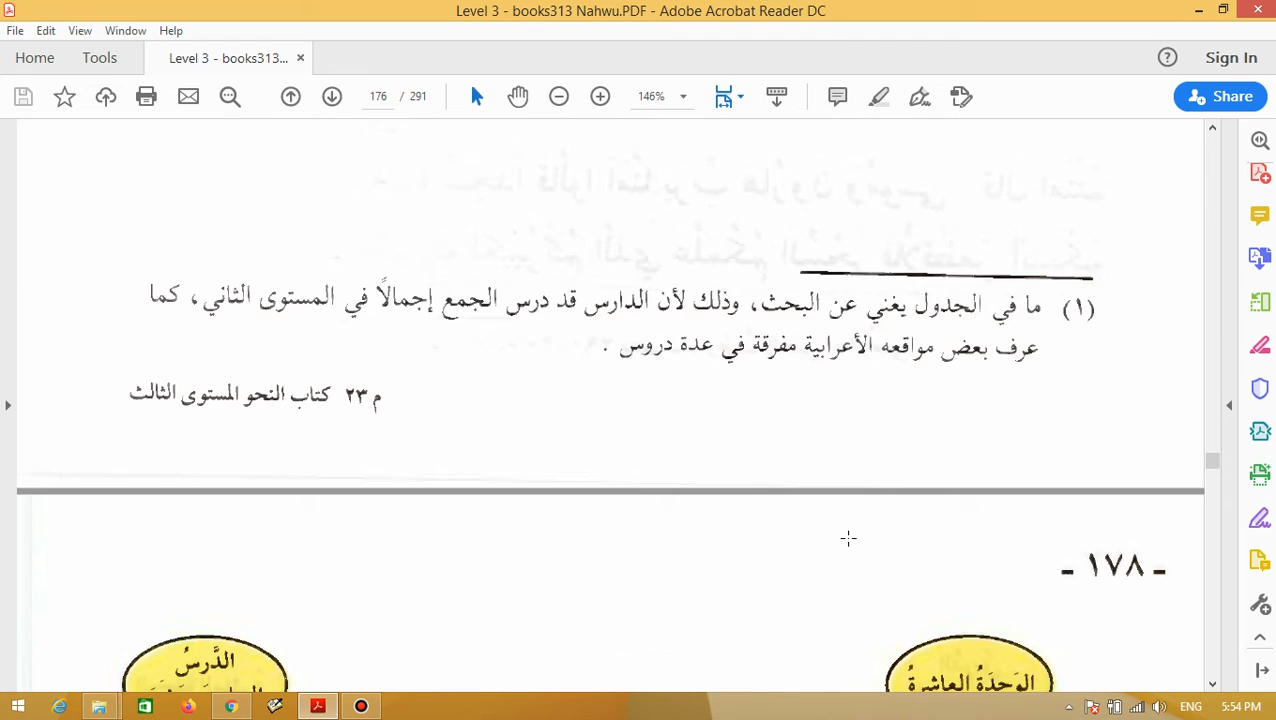 Level 3 - books313 Nahwu.PDF - Adobe Acrobat Reader DC
File Edit View Window Help
Home Tools Level 3 - books313... × Sign In
176 / 291 146% Share
(١) ما في الجدول يغني عن البحث، وذلك لأن الدارس قد درس الجمع إجمالًا في المستوى الثاني، كما
عرف بعض مواقعه الأعرابية مفرقة في عدة دروس .
م ٢٣ كتاب النحو المستوى الثالث
- ١٧٨ -
الوَحدَةُ العاشِرةُ
الدَّرسُ
ENG 5:54 PM